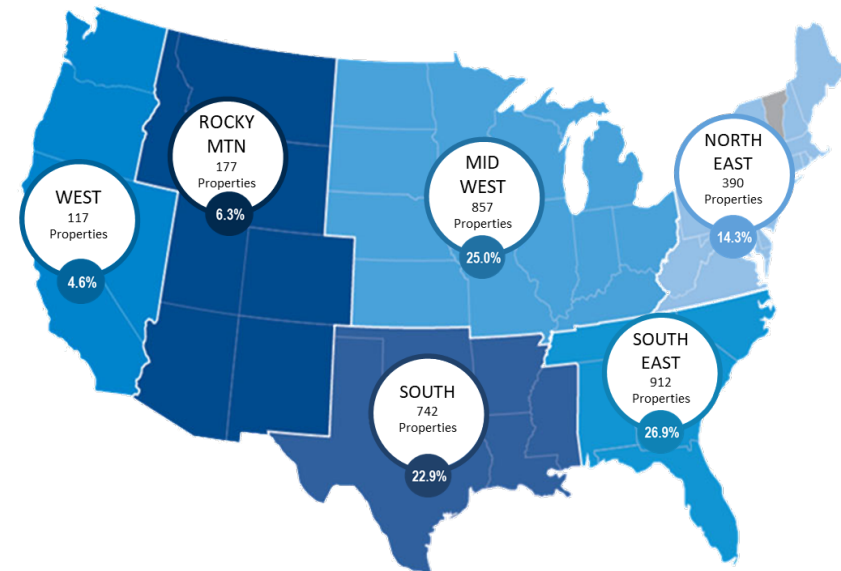 WEST
117
Properties
4.6%
ROCKY
MTN
177
Properties
6.3%
MID
WEST
857
Properties
25.0%
NORTH
EAST
390
Properties
14.3%
SOUTH
742
Properties
22.9%
SOUTH
EAST
912
Properties
26.9%